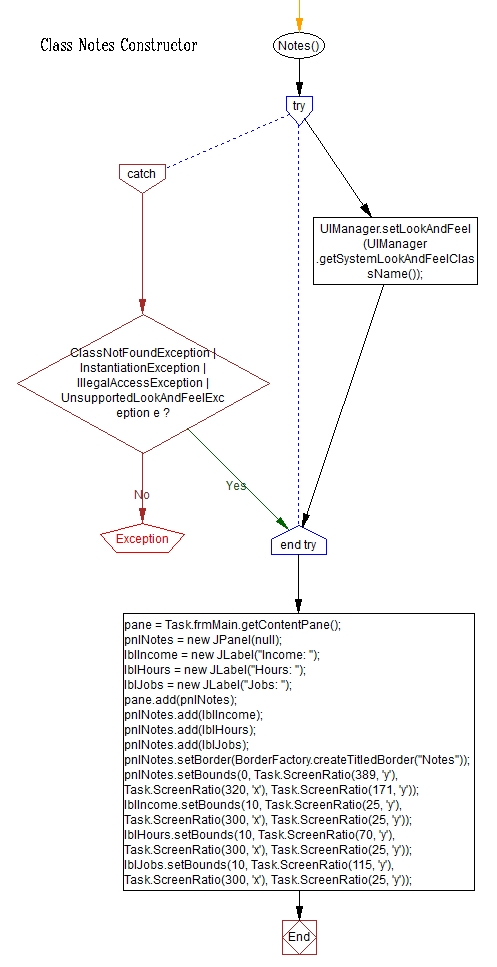 Class Notes Constructor
Notes()
try
catch
UIManager.setLookAndFeel
(UIManager
.getSystemLookAndFeelClas
sName());
ClassNotFoundException |
InstantiationException |
IllegalAccessException |
UnsupportedLookAndFeelExc
eption e ?
Yes
No
Exception
end try
pane = Task.frmMain.getContentPane();
pnlNotes = new JPanel(null);
lblIncome = new JLabel("Income: ");
lblHours = new JLabel("Hours: ");
lblJobs = new JLabel("Jobs: ");
pane.add(pnlNotes);
pnlNotes.add(lblIncome);
pnlNotes.add(lblHours);
pnlNotes.add(lblJobs);
pnlNotes.setBorder(BorderFactory.createTitledBorder("Notes"));
pnlNotes.setBounds(0, Task.ScreenRatio(389, 'y'),
Task.ScreenRatio(320, 'x'), Task.ScreenRatio(171, 'y'));
lblIncome.setBounds(10, Task.ScreenRatio(25, 'y'),
Task.ScreenRatio(300, 'x'), Task.ScreenRatio(25, 'y'));
lblHours.setBounds(10, Task.ScreenRatio(70, 'y'),
Task.ScreenRatio(300, 'x'), Task.ScreenRatio(25, 'y'));
lblJobs.setBounds(10, Task.ScreenRatio(115, 'y'),
Task.ScreenRatio(300, 'x'), Task.ScreenRatio(25, 'y'));
End